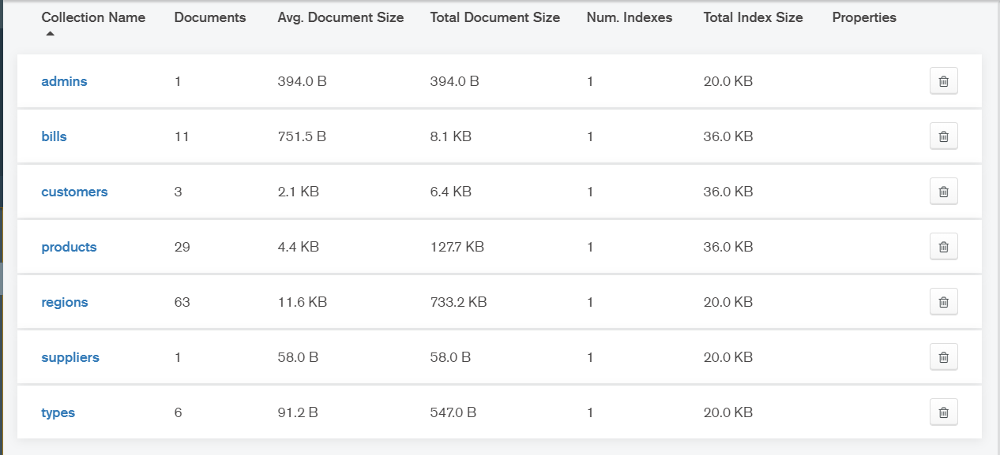 Collection Name Documents Avg. Document Size Total Document Size Num. Indexes Total Index Size Properties
admins 1 394.0 B 394.0 B 1 20.0 KB
bills 11 751.5 B 8.1 KB 1 36.0 KB
customers 3 2.1 KB 6.4 KB 1 36.0 KB
products 29 4.4 KB 127.7 KB 1 36.0 KB
regions 63 11.6 KB 733.2 KB 1 20.0 KB
suppliers 1 58.0 B 58.0 B 1 20.0 KB
types 6 91.2 B 547.0 B 1 20.0 KB